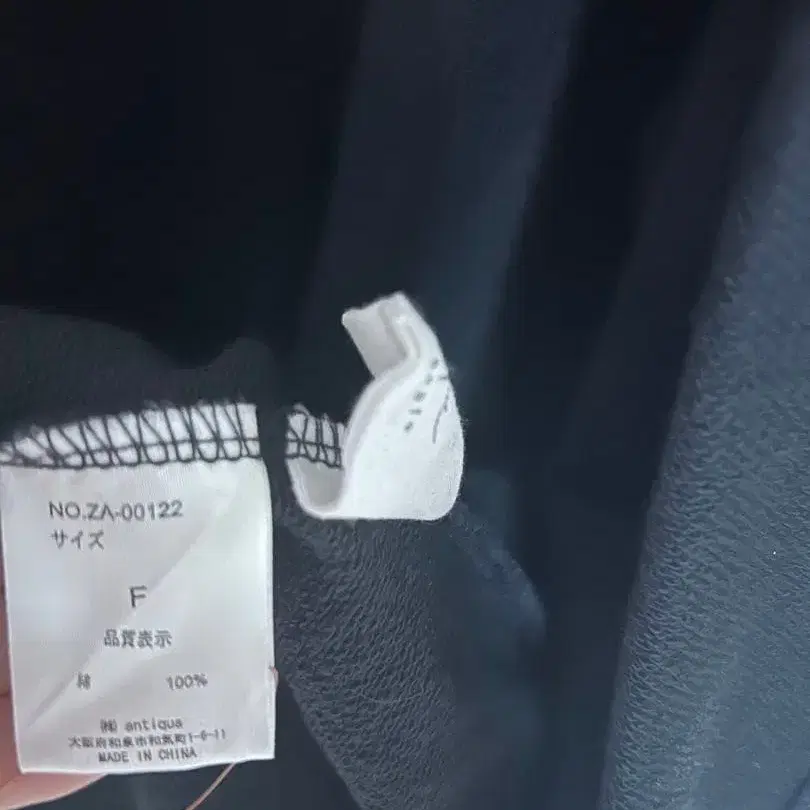 NO.ZA-00122
サイズ
F
品質表示
綿 100%
㈱ antiqua
大阪府和泉市和気町1-6-11
MADE IN CHINA